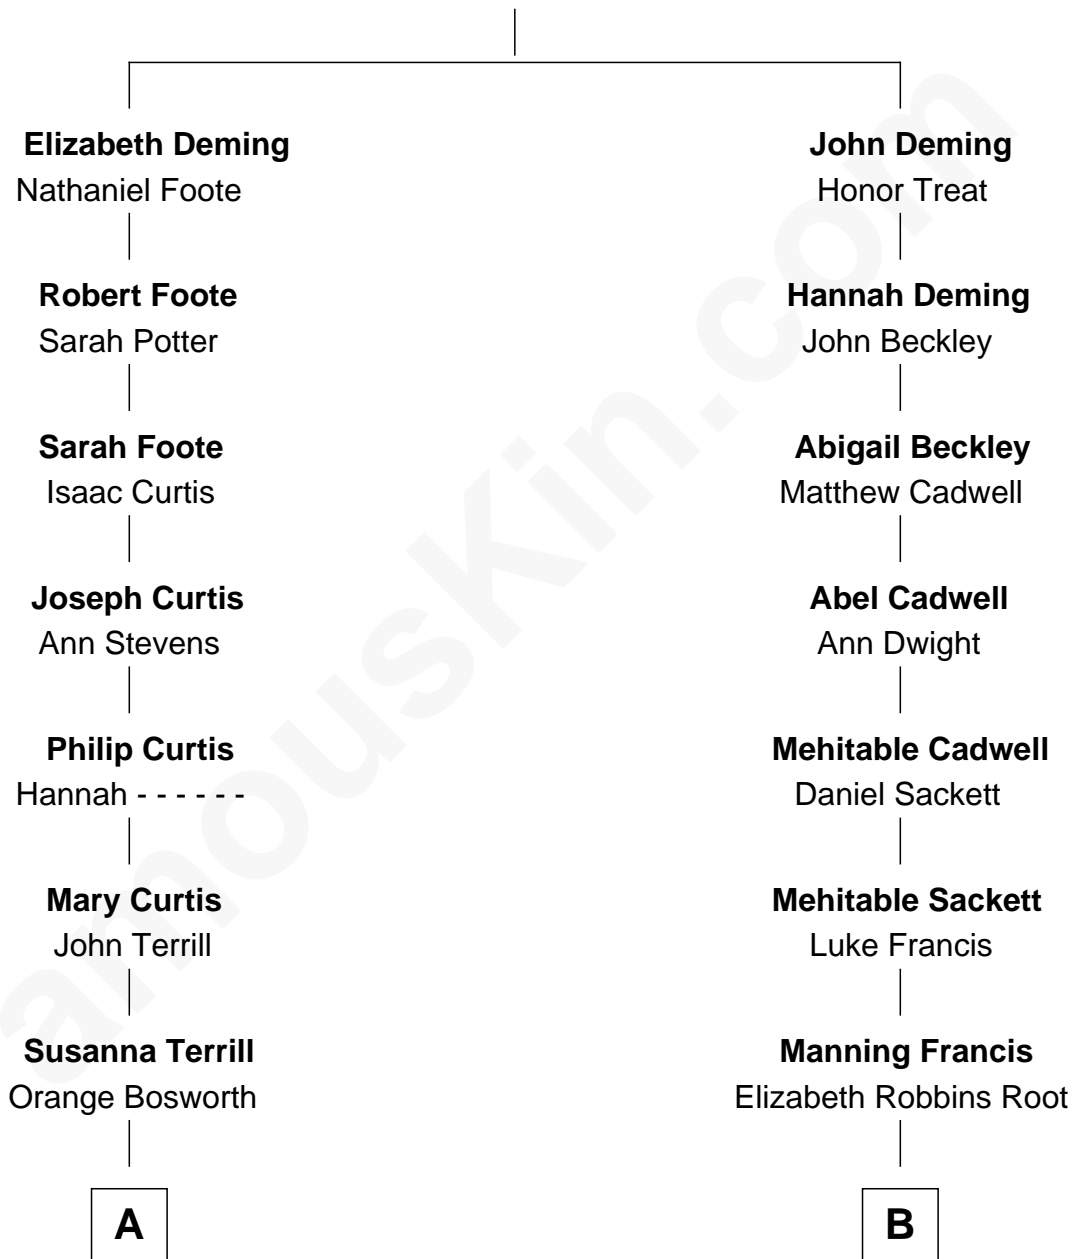 Elizabeth Deming
Nathaniel Foote
John Deming
Honor Treat
Robert Foote
Sarah Potter
Hannah Deming
John Beckley
Sarah Foote
Isaac Curtis
Abigail Beckley
Matthew Cadwell
Joseph Curtis
Ann Stevens
Abel Cadwell
Ann Dwight
Philip Curtis
Hannah - - - - - -
Mehitable Cadwell
Daniel Sackett
Mary Curtis
John Terrill
Mehitable Sackett
Luke Francis
Susanna Terrill
Orange Bosworth
Manning Francis
Elizabeth Robbins Root
A
B
amousKin.com